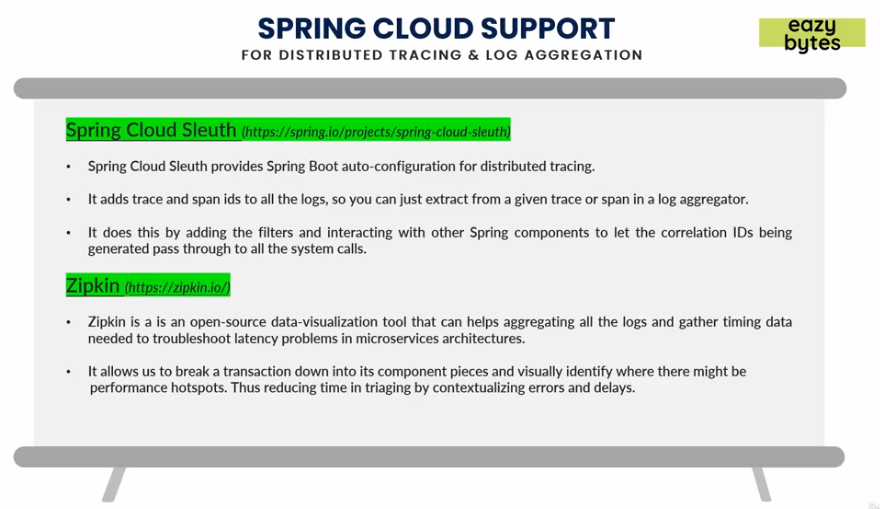 SPRING CLOUD SUPPORT
FOR DISTRIBUTED TRACING & LOG AGGREGATION
eazy
bytes
Spring Cloud Sleuth (https://spring.io/projects/spring-cloud-sleuth)
• Spring Cloud Sleuth provides Spring Boot auto-configuration for distributed tracing.
• It adds trace and span ids to all the logs, so you can just extract from a given trace or span in a log aggregator.
• It does this by adding the filters and interacting with other Spring components to let the correlation IDs being
generated pass through to all the system calls.
Zipkin (https://zipkin.io/)
• Zipkin is a is an open-source data-visualization tool that can helps aggregating all the logs and gather timing data
needed to troubleshoot latency problems in microservices architectures.
• It allows us to break a transaction down into its component pieces and visually identify where there might be
performance hotspots. Thus reducing time in triaging by contextualizing errors and delays.